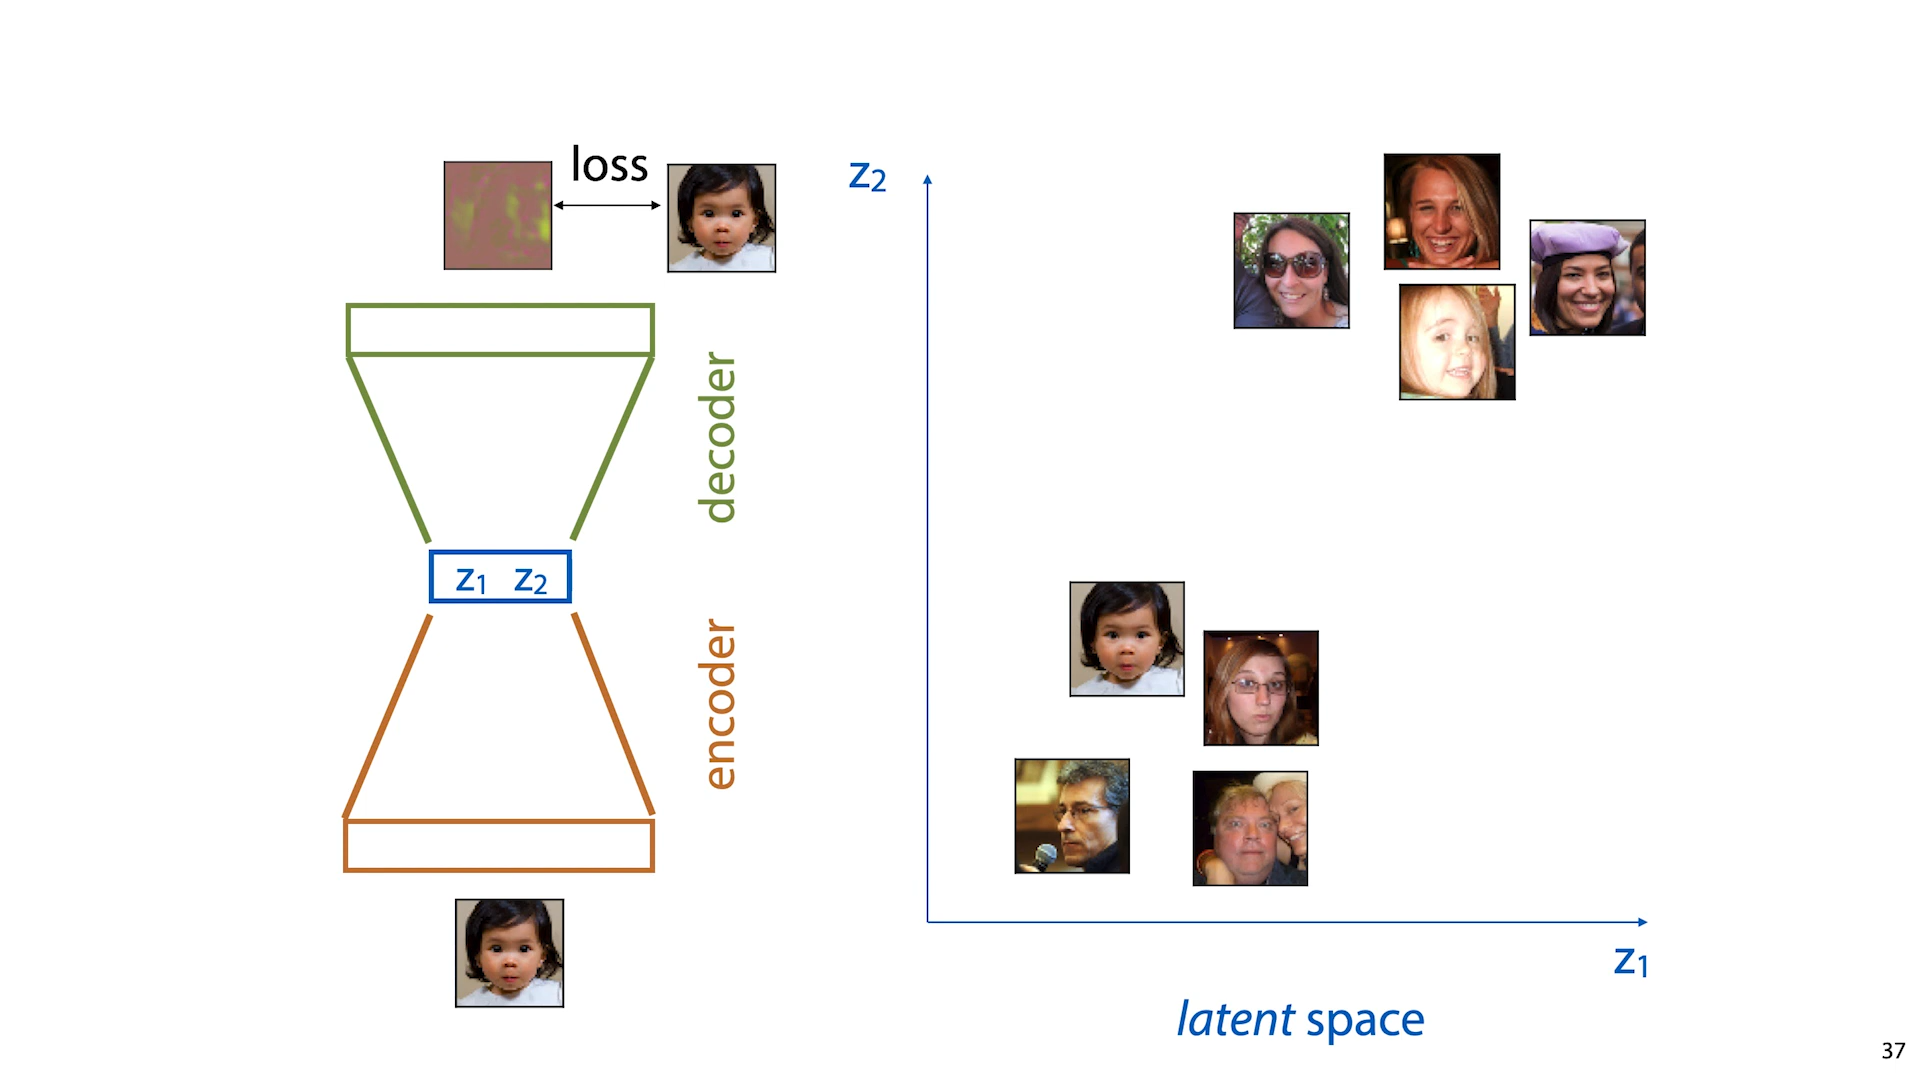 loss
decoder
z1 z2
encoder
z2
z1
latent space
37